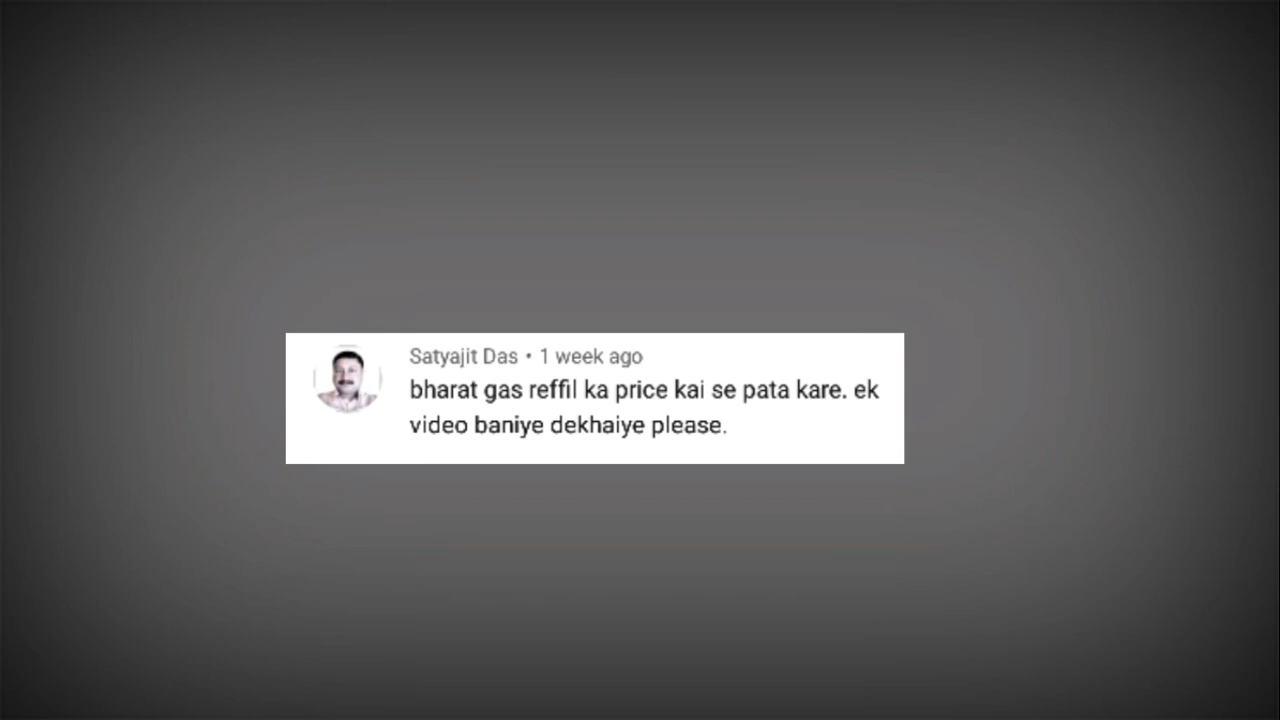 Satyajit Das • 1 week ago
bharat gas reffil ka price kai se pata kare. ek
video baniye dekhaiye please.